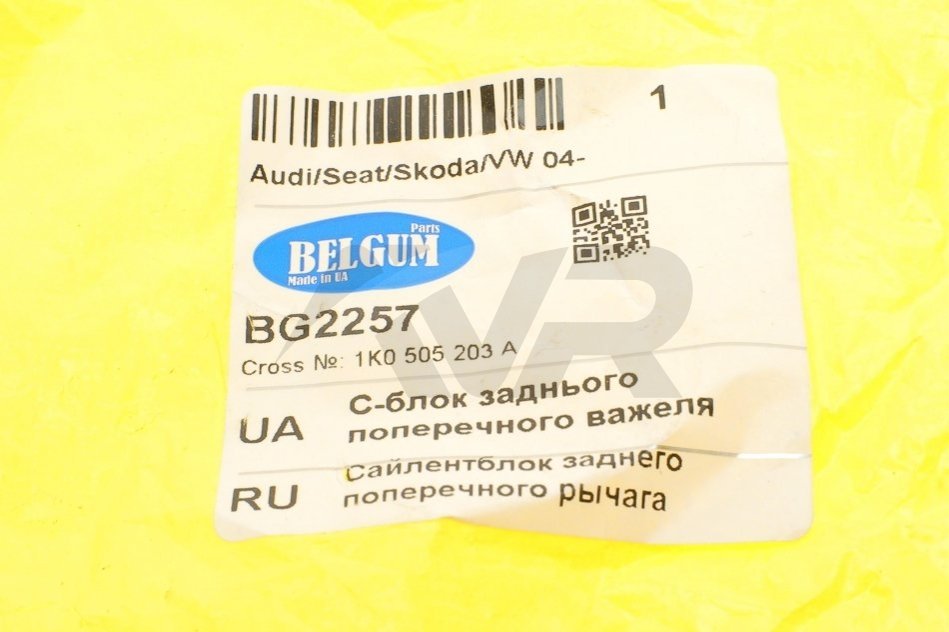 1
Audi/Seat/Skoda/VW 04-
Parts
BELGUM
Made in UA
BG2257
Cross №: 1K0 505 203 A
UA
С-блок заднього
поперечного важеля
RU
Сайлентблок заднего
поперечного рычага
VR